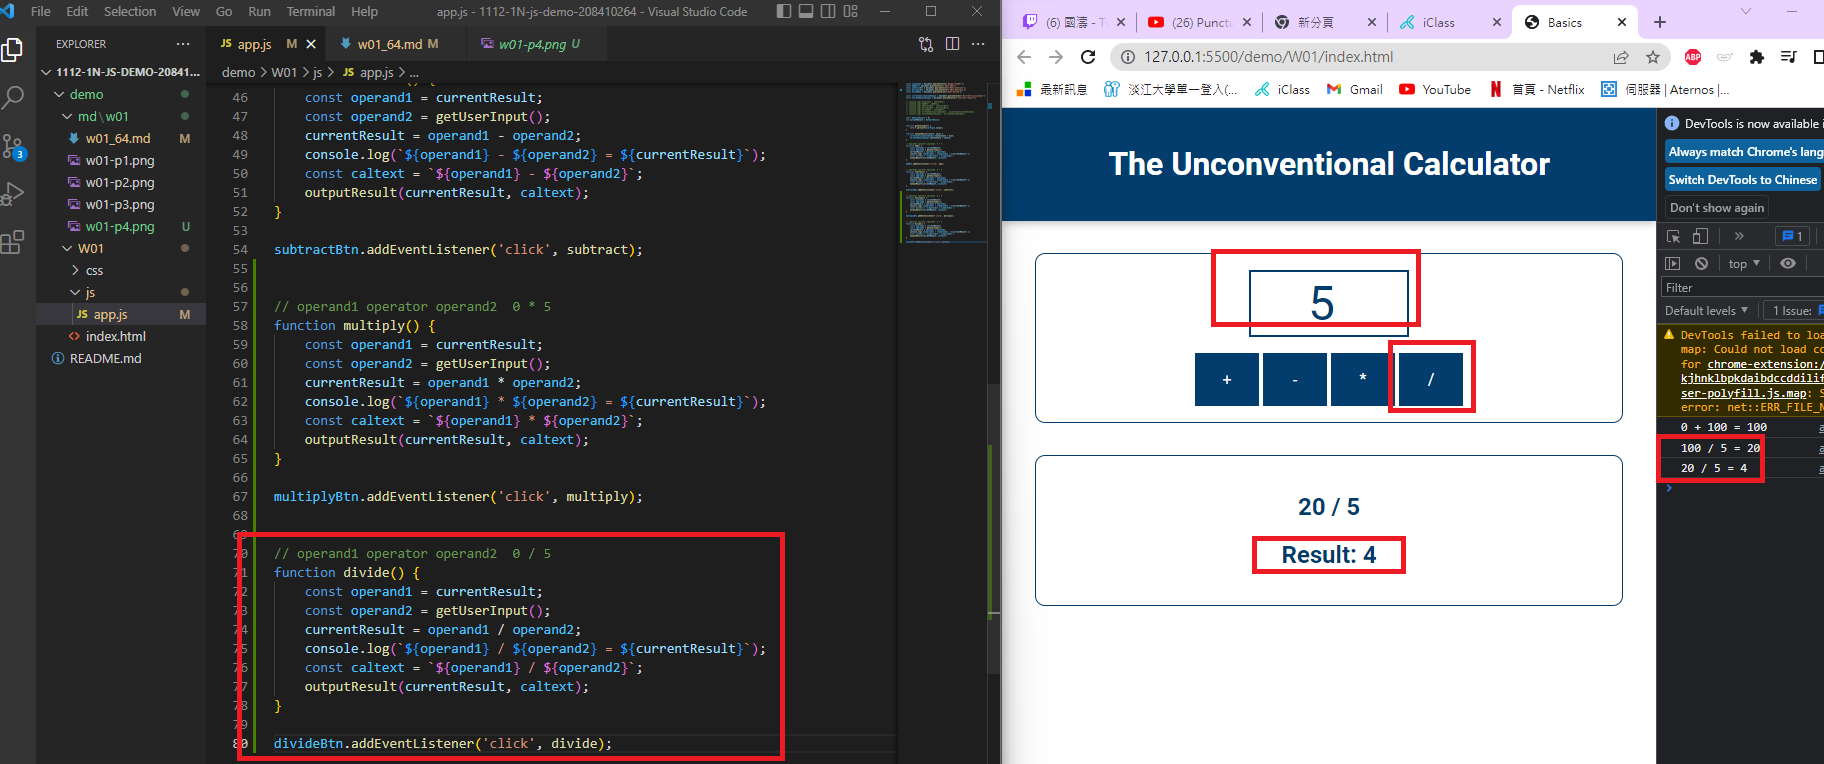 File Edit Selection View Go Run Terminal Help app.js - 1112-1N-js-demo-208410264 - Visual Studio Code
EXPLORER
1112-1N-JS-DEMO-20841...
demo
md\w01
w01_64.md M
w01-p1.png
w01-p2.png
w01-p3.png
w01-p4.png U
W01
css
js
JS app.js M
index.html
README.md
3
JS app.js M
w01_64.md M
w01-p4.png U
demo > W01 > js > JS app.js > ...
46 const operand1 = currentResult;
47 const operand2 = getUserInput();
48 currentResult = operand1 - operand2;
49 console.log(`${operand1} - ${operand2} = ${currentResult}`);
50 const caltext = `${operand1} - ${operand2}`;
51 outputResult(currentResult, caltext);
52 }
53
54 subtractBtn.addEventListener('click', subtract);
55
56
57 // operand1 operator operand2 0 * 5
58 function multiply() {
59 const operand1 = currentResult;
60 const operand2 = getUserInput();
61 currentResult = operand1 * operand2;
62 console.log(`${operand1} * ${operand2} = ${currentResult}`);
63 const caltext = `${operand1} * ${operand2}`;
64 outputResult(currentResult, caltext);
65 }
66
67 multiplyBtn.addEventListener('click', multiply);
68
69
70 // operand1 operator operand2 0 / 5
71 function divide() {
72 const operand1 = currentResult;
73 const operand2 = getUserInput();
74 currentResult = operand1 / operand2;
75 console.log(`${operand1} / ${operand2} = ${currentResult}`);
76 const caltext = `${operand1} / ${operand2}`;
77 outputResult(currentResult, caltext);
78 }
79
80 divideBtn.addEventListener('click', divide);
(6) 國濤 - T
(26) Punctu
新分頁
iClass
Basics
127.0.0.1:5500/demo/W01/index.html
ABP
最新訊息
淡江大學單一登入(...
iClass
Gmail
YouTube
首頁 - Netflix
伺服器 | Aternos |...
The Unconventional Calculator
5
+ - * /
20 / 5
Result: 4
DevTools is now available i
Always match Chrome's lang
Switch DevTools to Chinese
Don't show again
1
top
Filter
Default levels 1 Issue:
DevTools failed to loa
map: Could not load co
for chrome-extension:/
kjhnklbpkdaibdccddilif
ser-polyfill.js.map: S
error: net::ERR_FILE_N
0 + 100 = 100
100 / 5 = 20
20 / 5 = 4